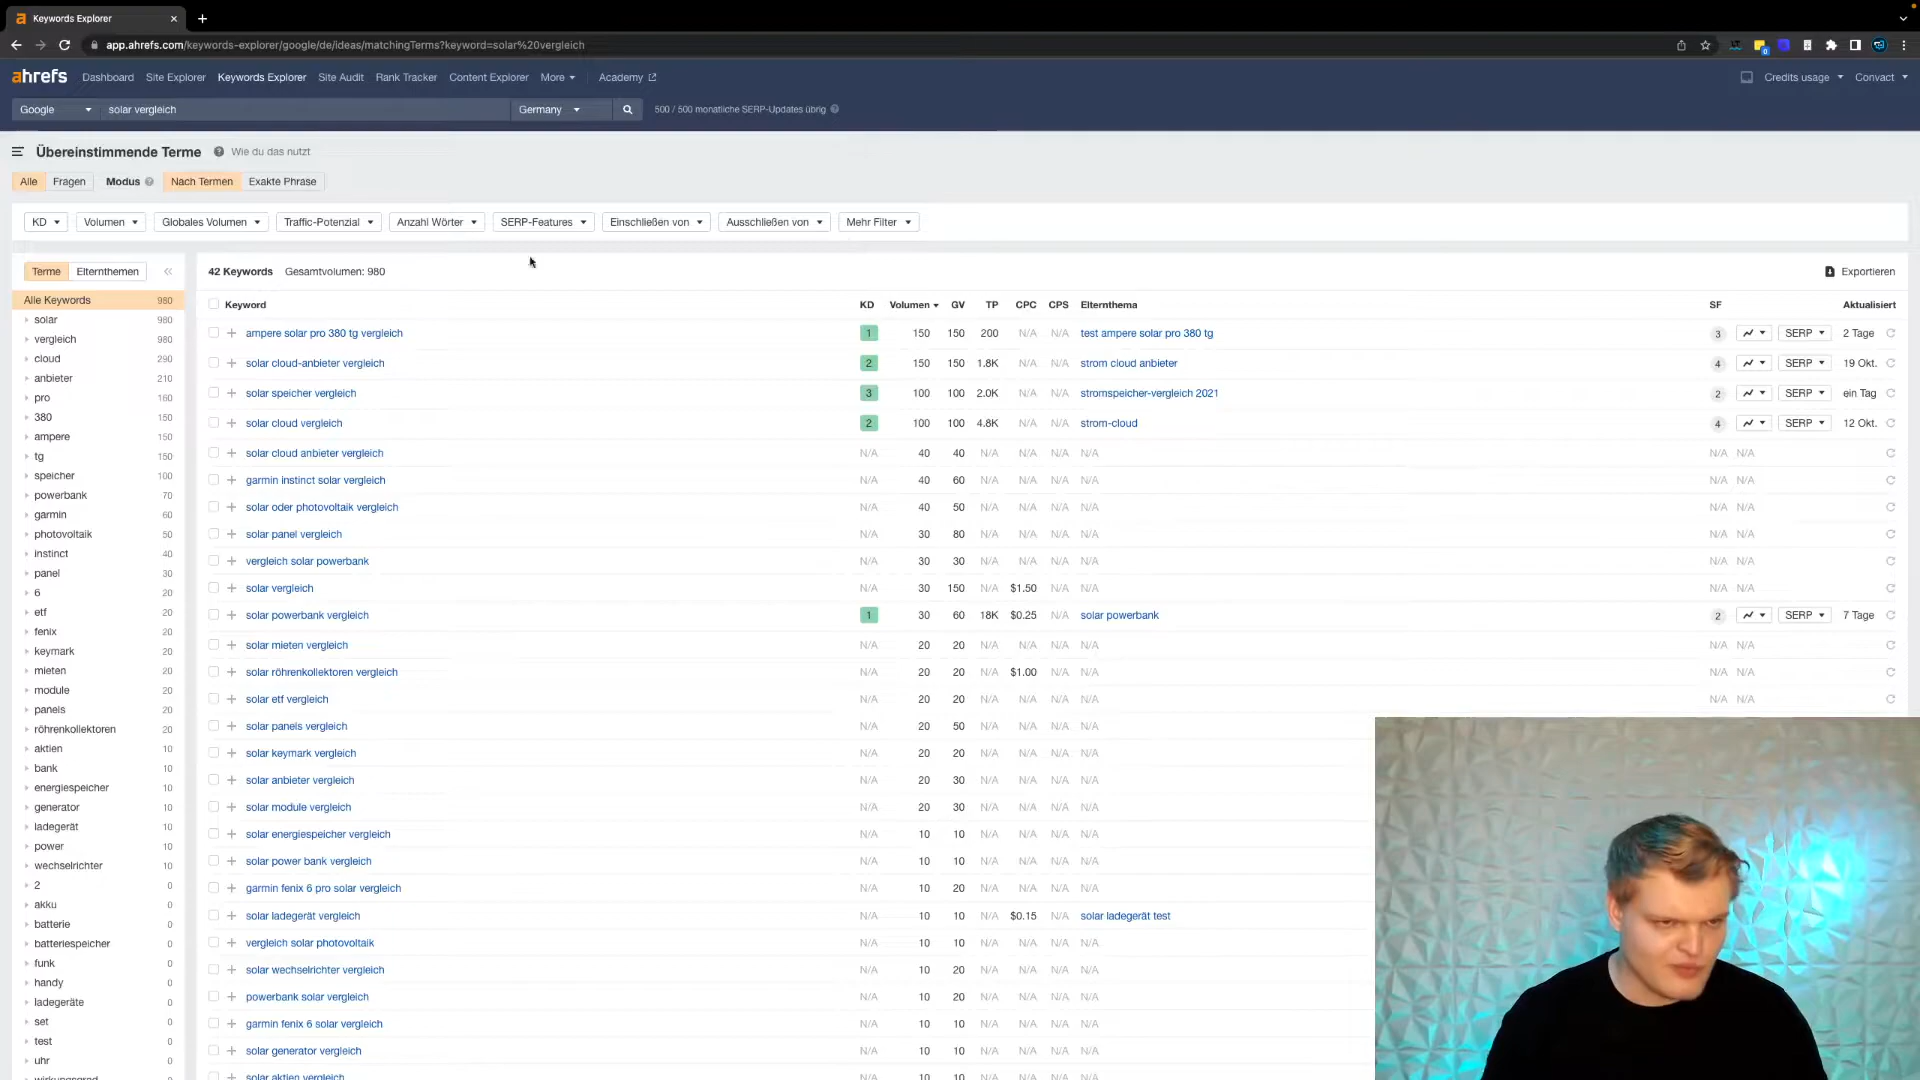 Keywords Explorer
app.ahrefs.com/keywords-explorer/google/de/ideas/matchingTerms?keyword=solar%20vergleich
ahrefs Dashboard Site Explorer Keywords Explorer Site Audit Rank Tracker Content Explorer More Academy Credits usage Convact
Google solar vergleich Germany 500 / 500 monatliche SERP-Updates übrig
Übereinstimmende Terme Wie du das nutzt
Alle Fragen Modus Nach Termen Exakte Phrase
KD Volumen Globales Volumen Traffic-Potenzial Anzahl Wörter SERP-Features Einschließen von Ausschließen von Mehr Filter
Terme Elternthemen
Alle Keywords 980
solar 980
vergleich 980
cloud 290
anbieter 210
pro 160
380 150
ampere 150
tg 150
speicher 100
powerbank 70
garmin 60
photovoltaik 50
instinct 40
panel 30
6 20
etf 20
fenix 20
keymark 20
mieten 20
module 20
panels 20
röhrenkollektoren 20
aktien 10
bank 10
energiespeicher 10
generator 10
ladegerät 10
power 10
wechselrichter 10
2 0
akku 0
batterie 0
batteriespeicher 0
funk 0
handy 0
ladegeräte 0
set 0
test 0
uhr 0
wirkungsgrad 0
42 Keywords Gesamtvolumen: 980 Exportieren
Keyword KD Volumen GV TP CPC CPS Elternthema SF Aktualisiert
ampere solar pro 380 tg vergleich 1 150 150 200 N/A N/A test ampere solar pro 380 tg 3 SERP 2 Tage
solar cloud-anbieter vergleich 2 150 150 1.8K N/A N/A strom cloud anbieter 4 SERP 19 Okt.
solar speicher vergleich 3 100 100 2.0K N/A N/A stromspeicher-vergleich 2021 2 SERP ein Tag
solar cloud vergleich 2 100 100 4.8K N/A N/A strom-cloud 4 SERP 12 Okt.
solar cloud anbieter vergleich N/A 40 40 N/A N/A N/A N/A N/A N/A
garmin instinct solar vergleich N/A 40 60 N/A N/A N/A N/A N/A N/A
solar oder photovoltaik vergleich N/A 40 50 N/A N/A N/A N/A N/A N/A
solar panel vergleich N/A 30 80 N/A N/A N/A N/A N/A N/A
vergleich solar powerbank N/A 30 30 N/A N/A N/A N/A N/A N/A
solar vergleich N/A 30 150 N/A $1.50 N/A N/A N/A N/A
solar powerbank vergleich 1 30 60 18K $0.25 N/A solar powerbank 2 SERP 7 Tage
solar mieten vergleich N/A 20 20 N/A N/A N/A N/A N/A N/A
solar röhrenkollektoren vergleich N/A 20 20 N/A $1.00 N/A N/A N/A N/A
solar etf vergleich N/A 20 20 N/A N/A N/A N/A N/A N/A
solar panels vergleich N/A 20 50 N/A N/A N/A N/A
solar keymark vergleich N/A 20 20 N/A N/A N/A N/A
solar anbieter vergleich N/A 20 30 N/A N/A N/A N/A
solar module vergleich N/A 20 30 N/A N/A N/A N/A
solar energiespeicher vergleich N/A 10 10 N/A N/A N/A N/A
solar power bank vergleich N/A 10 10 N/A N/A N/A N/A
garmin fenix 6 pro solar vergleich N/A 10 20 N/A N/A N/A N/A
solar ladegerät vergleich N/A 10 10 N/A $0.15 N/A solar ladegerät test
vergleich solar photovoltaik N/A 10 10 N/A N/A N/A N/A
solar wechselrichter vergleich N/A 10 20 N/A N/A N/A N/A
powerbank solar vergleich N/A 10 20 N/A N/A N/A N/A
garmin fenix 6 solar vergleich N/A 10 10 N/A N/A N/A N/A
solar generator vergleich N/A 10 10 N/A N/A N/A N/A
solar aktien vergleich N/A 10 10 N/A N/A N/A N/A